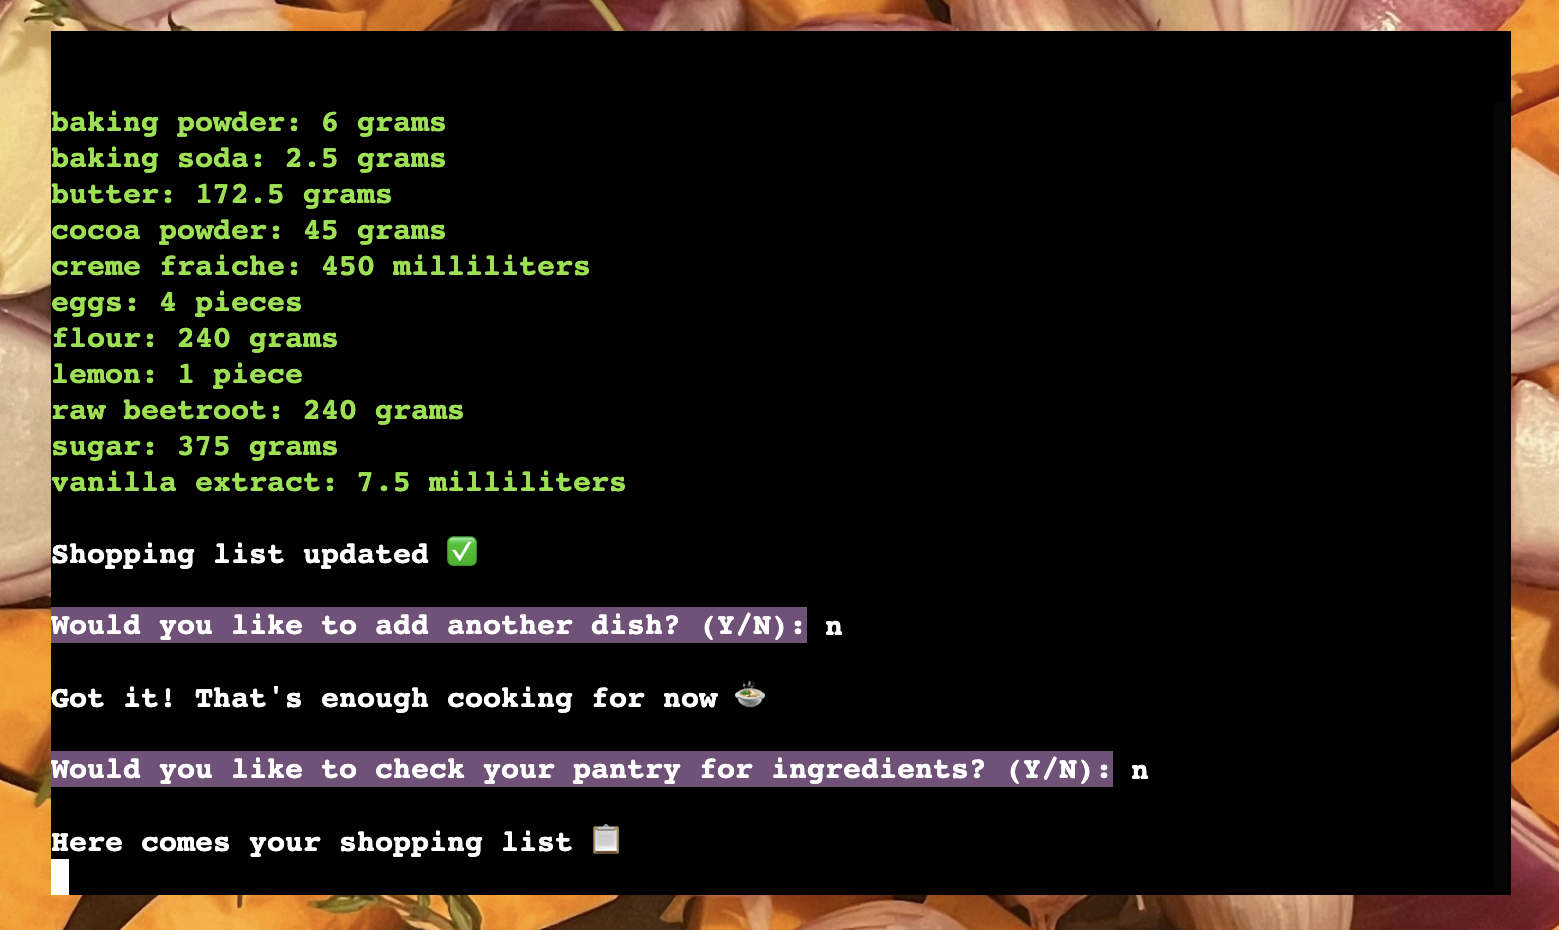 baking powder: 6 grams
baking soda: 2.5 grams
butter: 172.5 grams
cocoa powder: 45 grams
creme fraiche: 450 milliliters
eggs: 4 pieces
flour: 240 grams
lemon: 1 piece
raw beetroot: 240 grams
sugar: 375 grams
vanilla extract: 7.5 milliliters
Shopping list updated ✅
Would you like to add another dish? (Y/N): n
Got it! That's enough cooking for now 🍲
Would you like to check your pantry for ingredients? (Y/N): n
Here comes your shopping list 📋